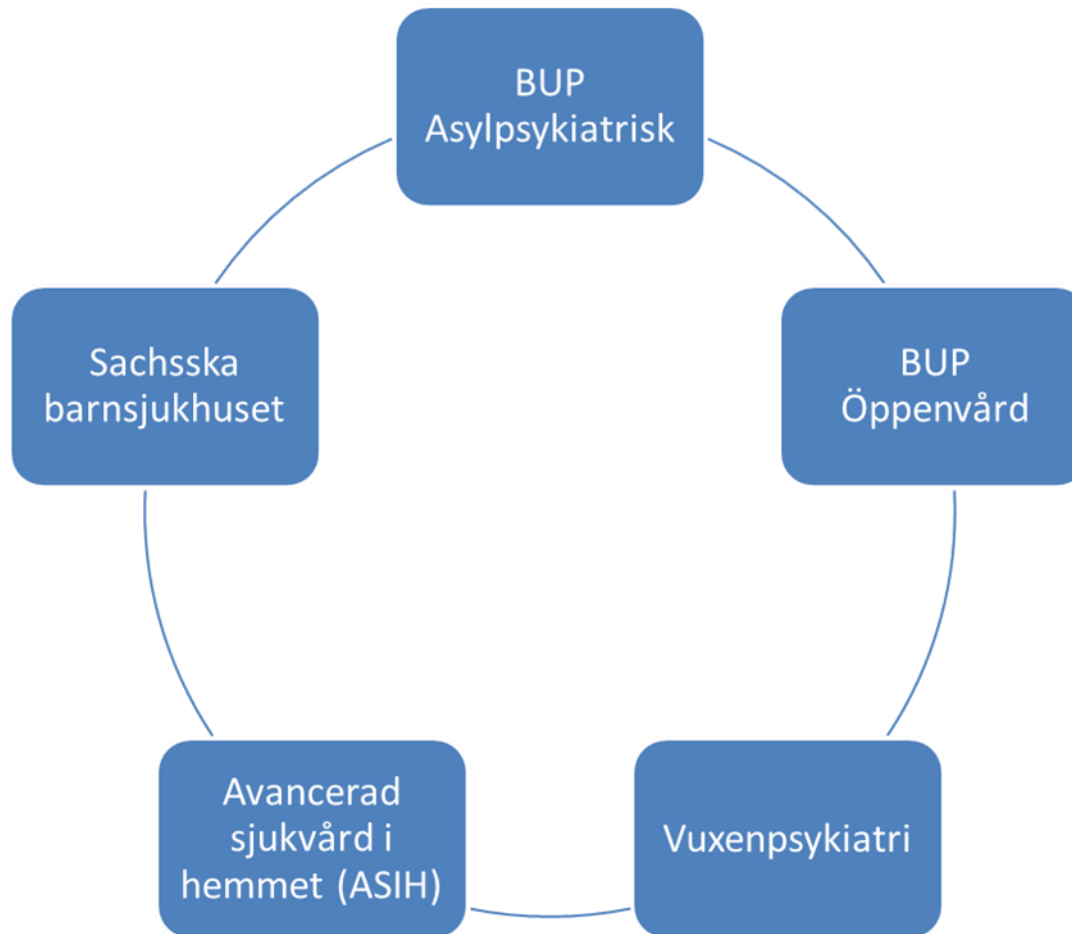 BUP
Asylpsykiatrisk
BUP
Öppenvård
Vuxenpsykiatri
Avancerad
sjukvård i
hemmet (ASIH)
Sachsska
barnsjukhuset